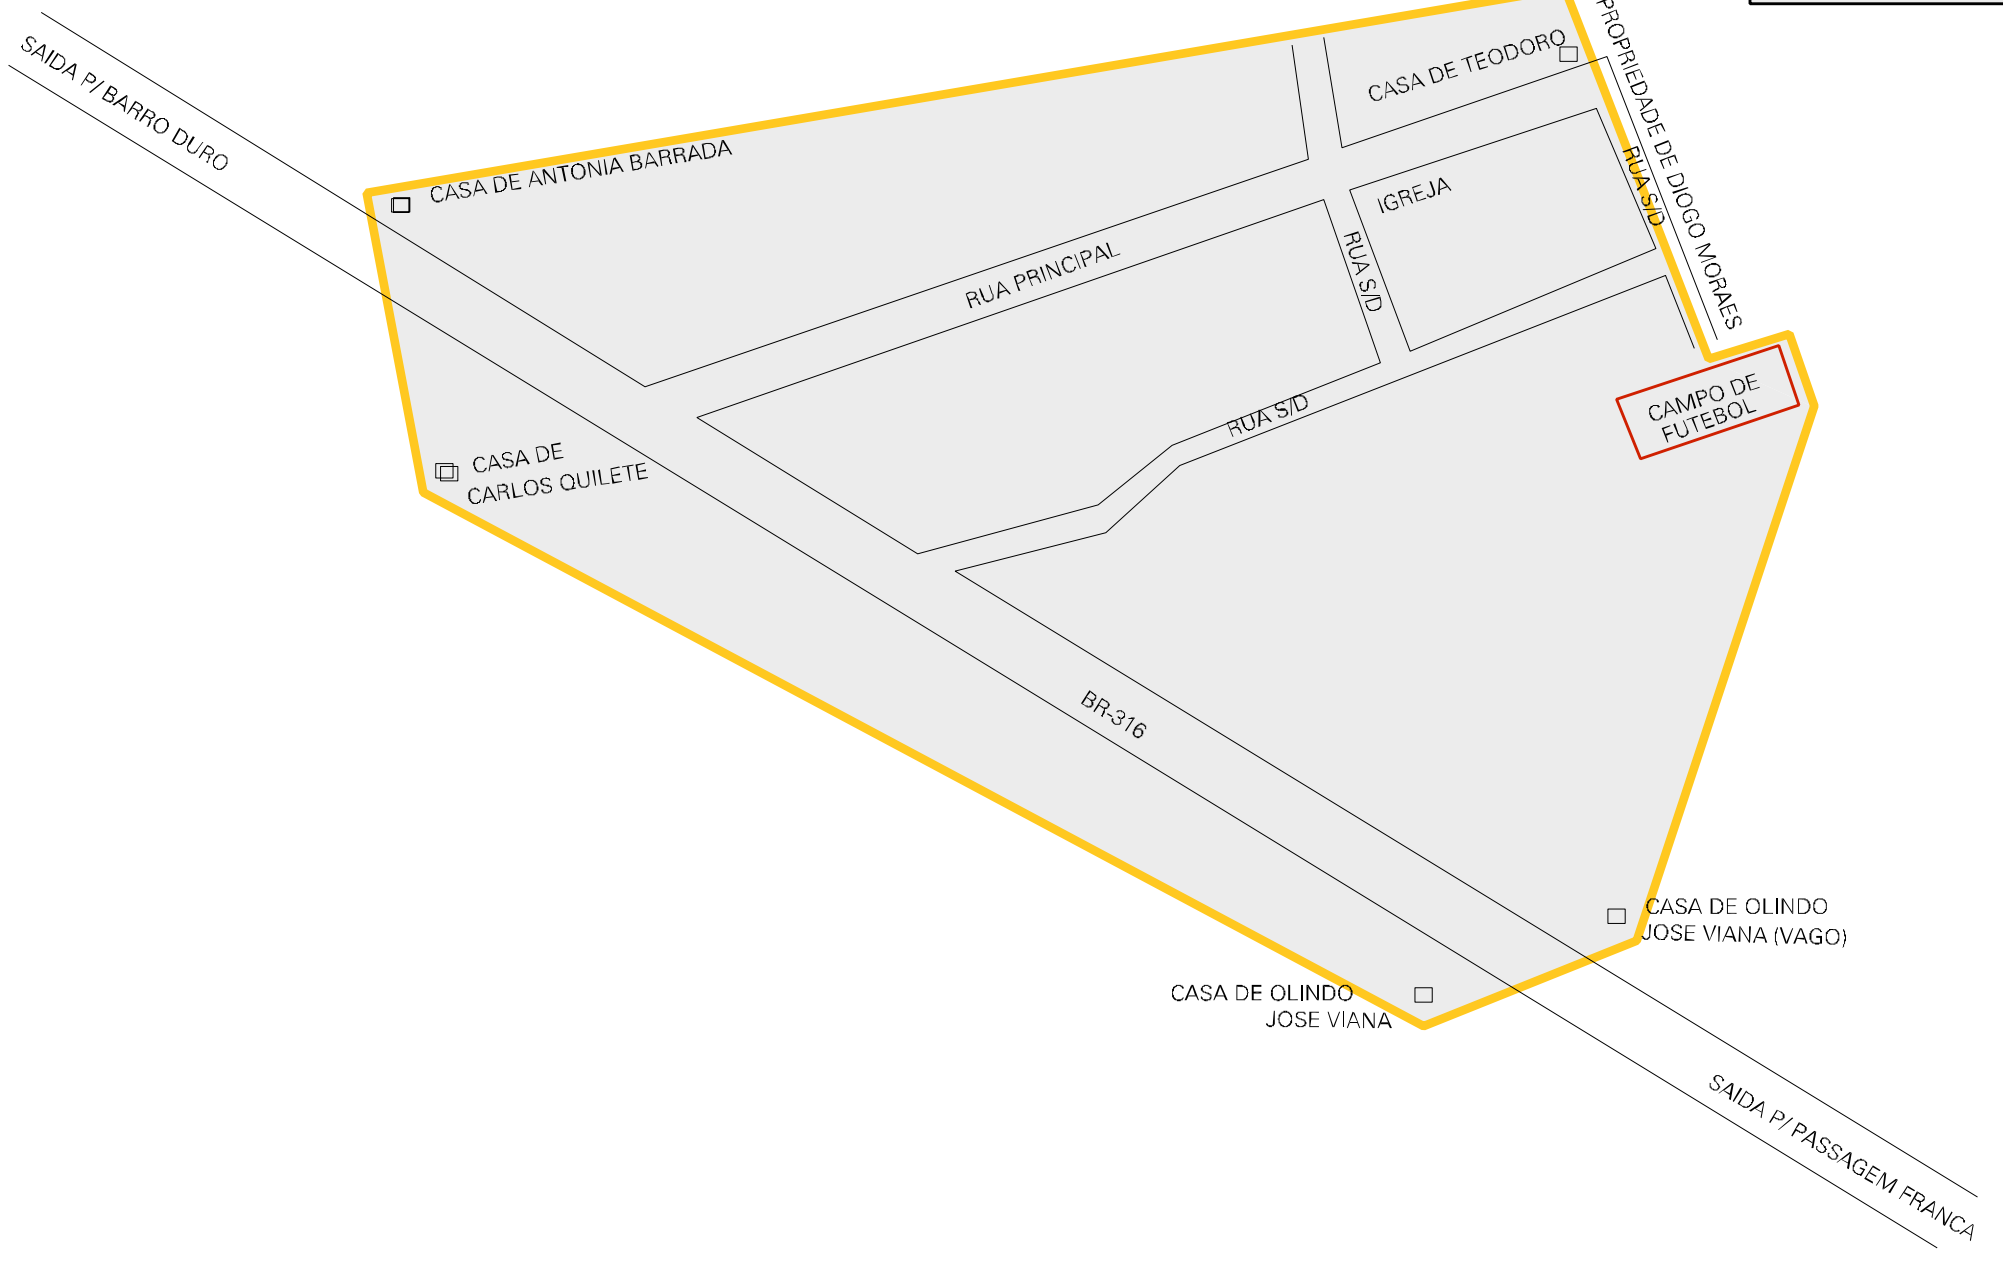 SAIDA P/ BARRO DURO
PROPRIEDADE DE DIOGO MORAES
CASA DE TEODORO
CASA DE ANTONIA BARRADA
IGREJA
RUA S/D
RUA PRINCIPAL
RUA S/D
CAMPO DE
FUTEBOL
RUA S/D
CASA DE
CARLOS QUILETE
BR-316
CASA DE OLINDO
JOSE VIANA (VAGO)
CASA DE OLINDO
JOSE VIANA
SAIDA P/ PASSAGEM FRANCA